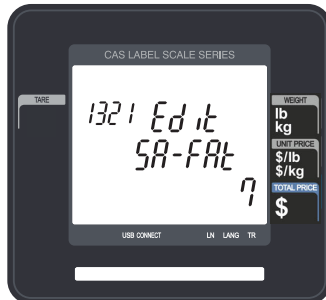 CAS LABEL SCALE SERIES
TARE
1321 Edit
SA-FAt
7
WEIGHT
lb
kg
UNIT PRICE
$/lb
$/kg
TOTAL PRICE
$
USB CONNECT LN LANG TR